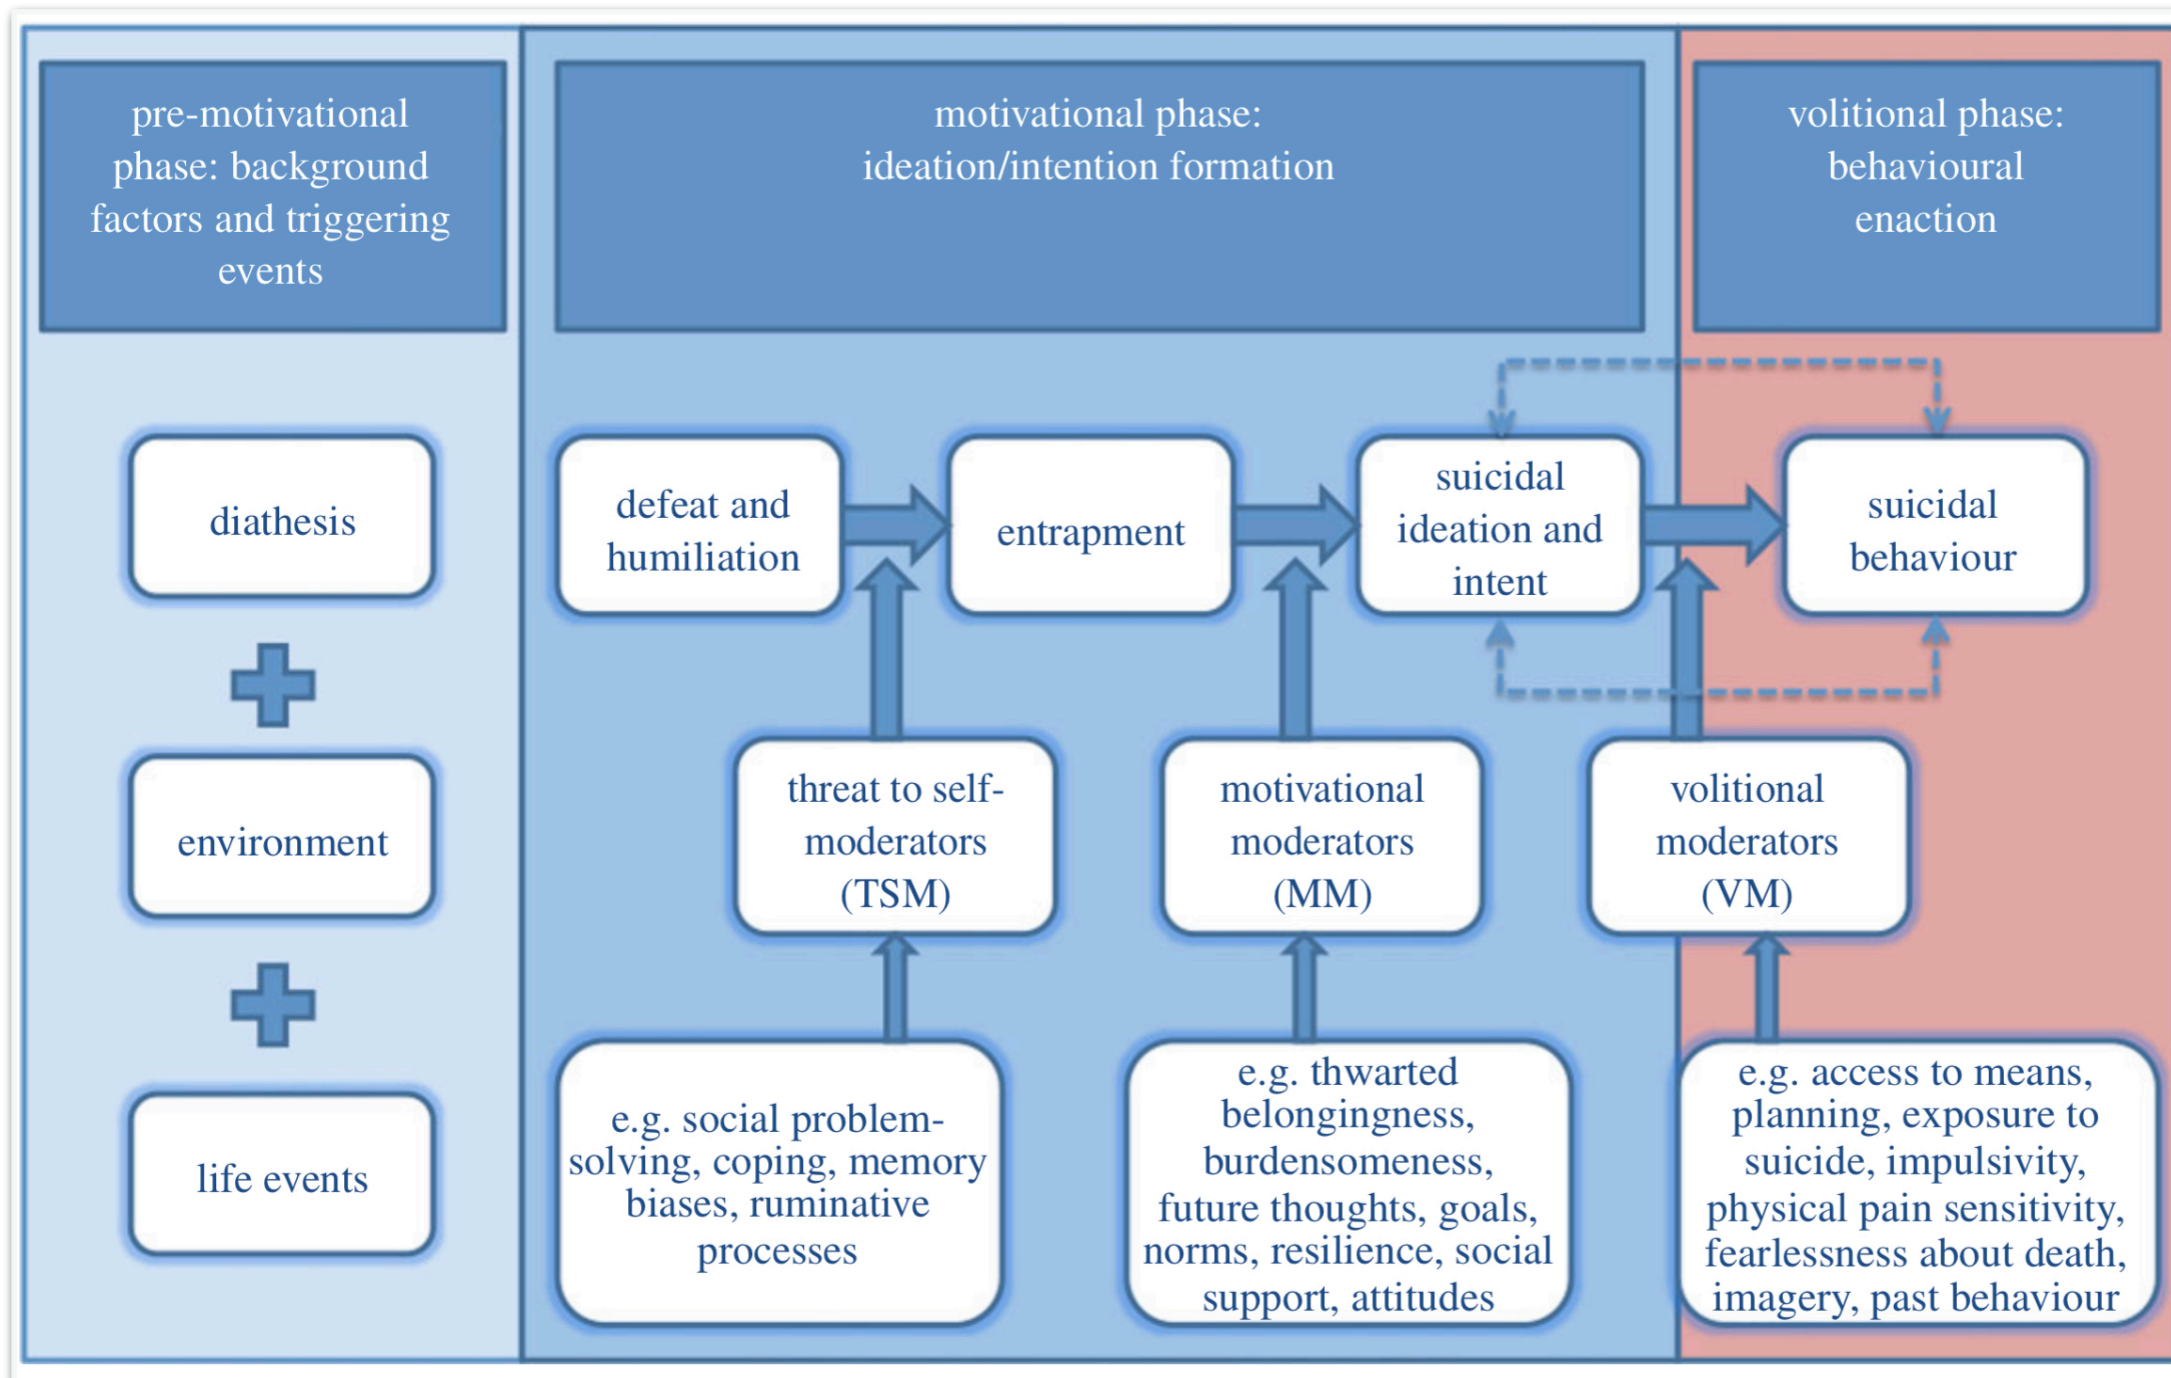 pre-motivational
phase: background
factors and triggering
events
motivational phase:
ideation/intention formation
volitional phase:
behavioural
enaction
diathesis
environment
life events
defeat and
humiliation
entrapment
suicidal
ideation and
intent
suicidal
behaviour
threat to self-
moderators
(TSM)
motivational
moderators
(MM)
volitional
moderators
(VM)
e.g. social problem-
solving, coping, memory
biases, ruminative
processes
e.g. thwarted
belongingness,
burdensomeness,
future thoughts, goals,
norms, resilience, social
support, attitudes
e.g. access to means,
planning, exposure to
suicide, impulsivity,
physical pain sensitivity,
fearlessness about death,
imagery, past behaviour